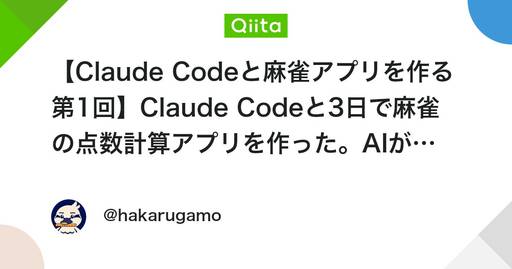 Qiita
【Claude Codeと麻雀アプリを作る
第1回】Claude Codeと3日で麻雀
の点数計算アプリを作った。AIが…
@hakarugamo